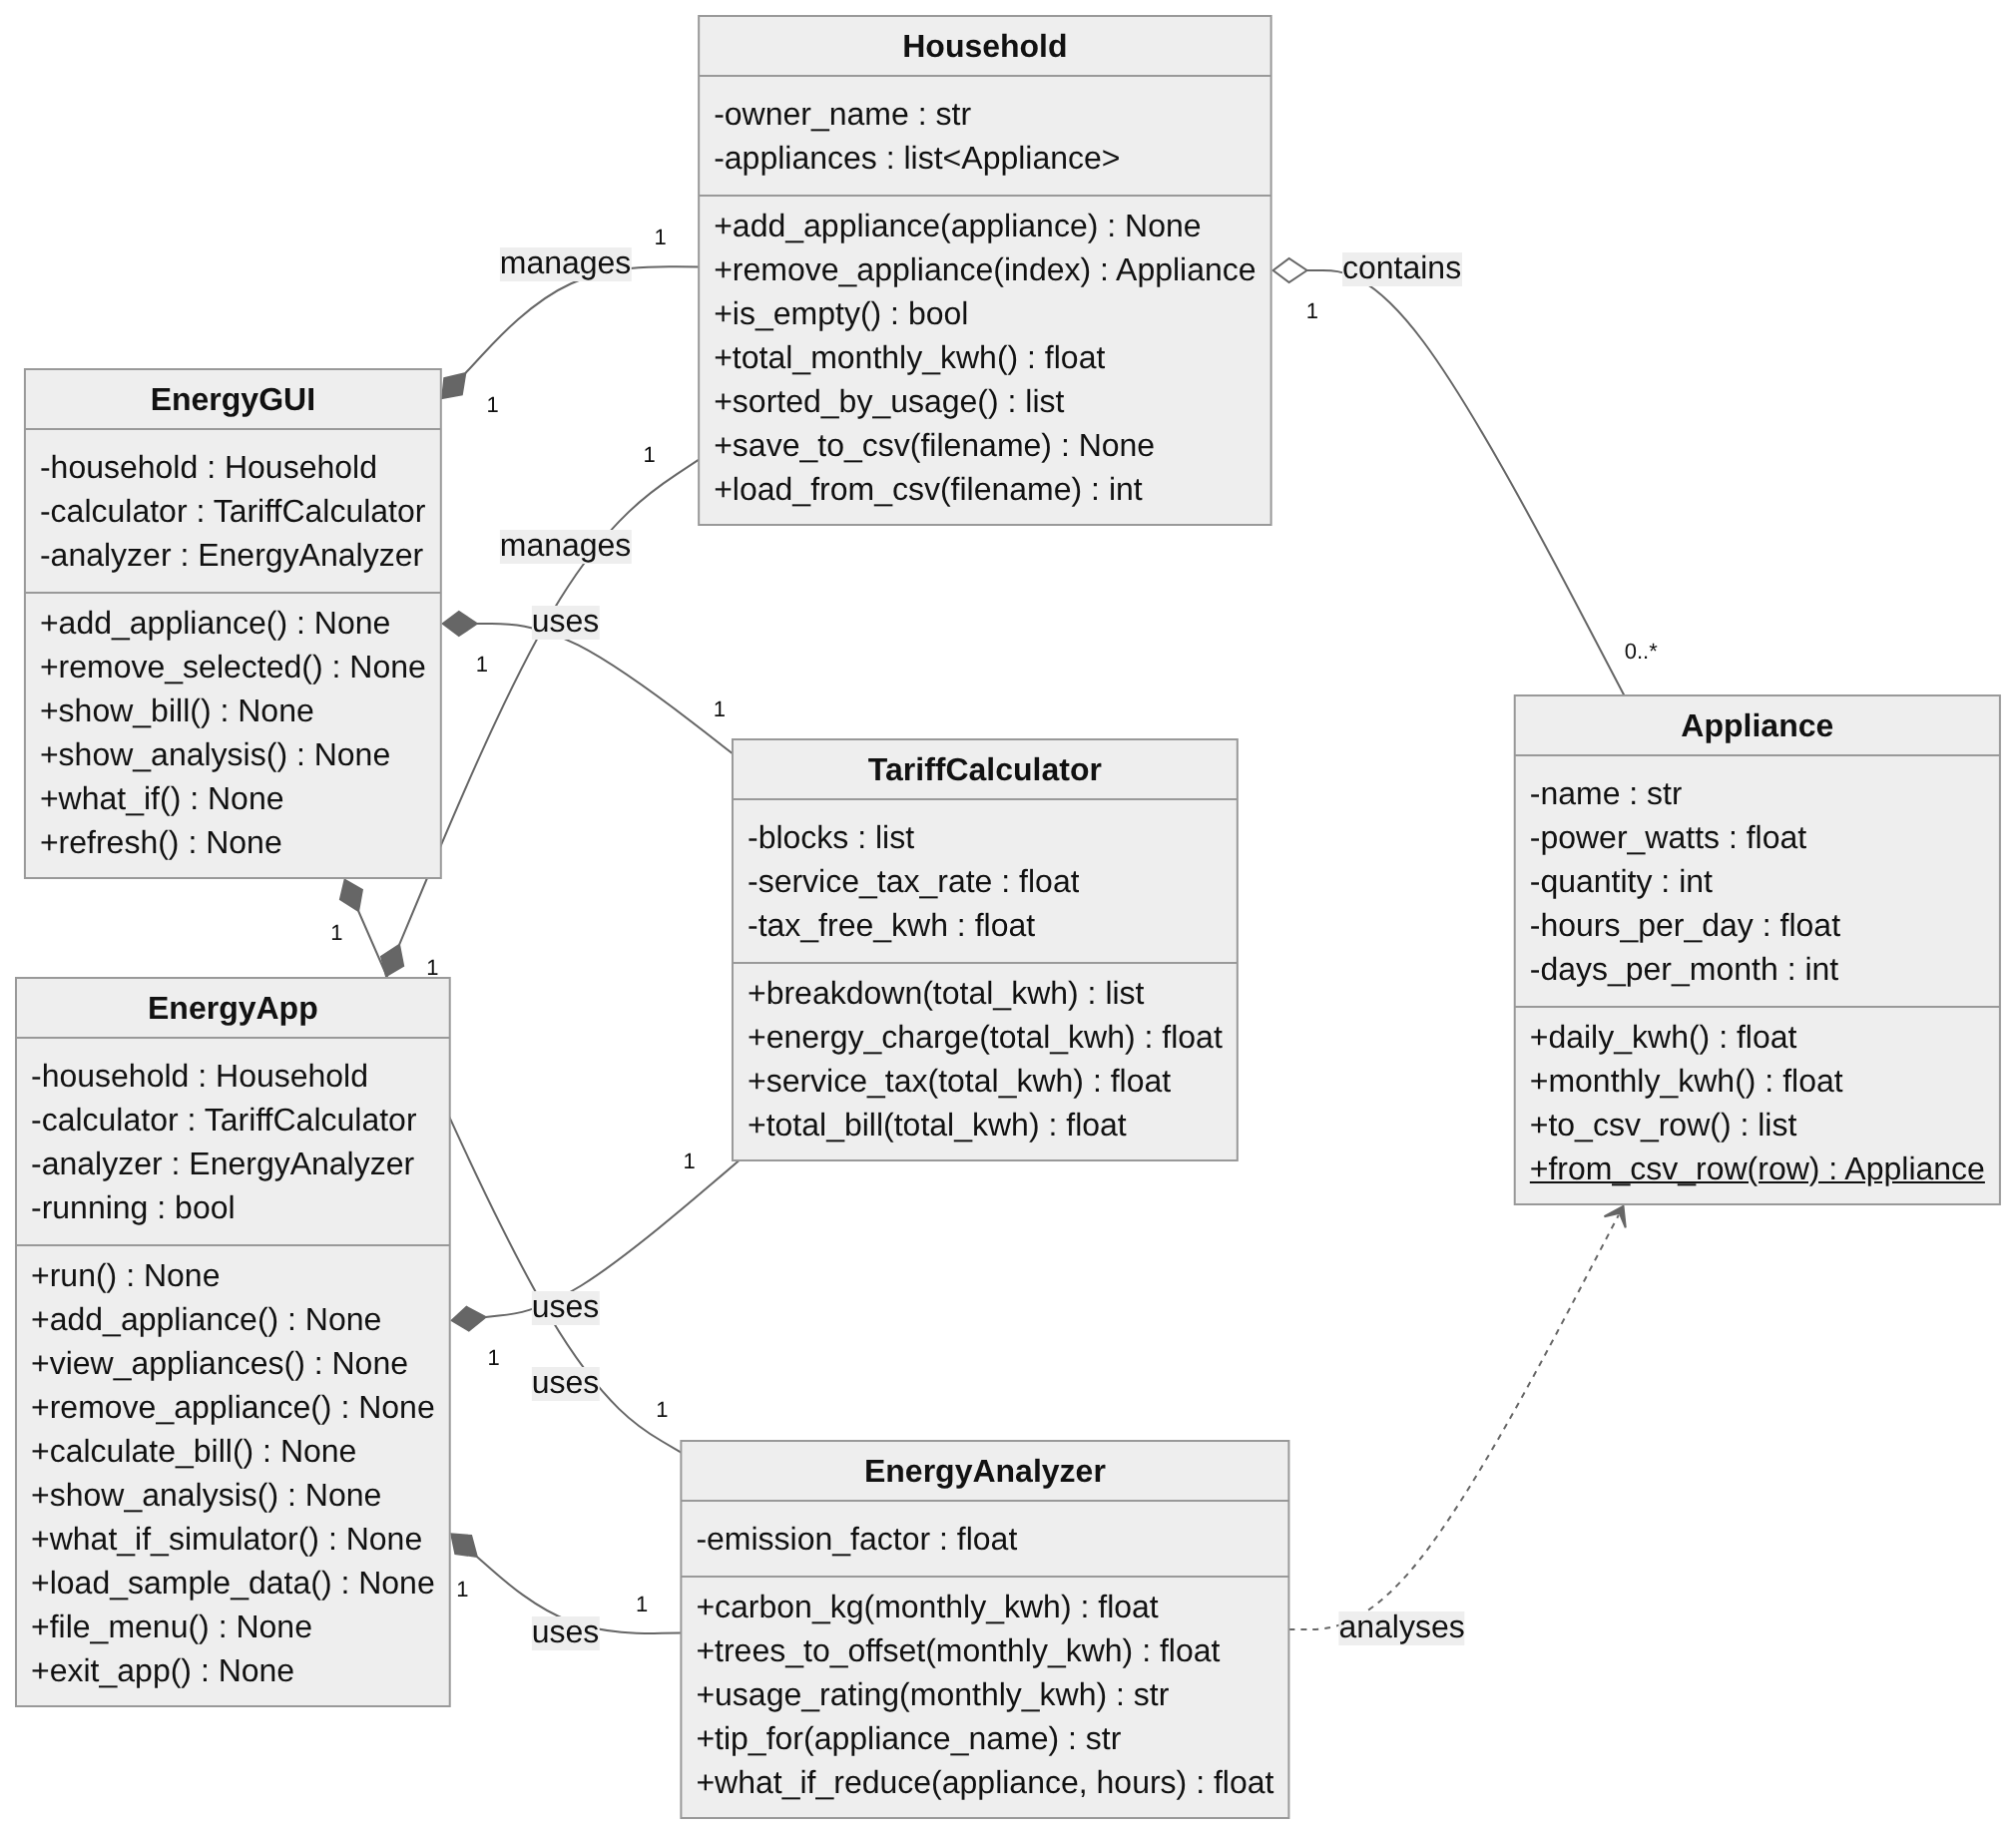 Household
-owner_name : str
-appliances : list<Appliance>
+add_appliance(appliance) : None
+remove_appliance(index) : Appliance
+is_empty() : bool
+total_monthly_kwh() : float
+sorted_by_usage() : list
+save_to_csv(filename) : None
+load_from_csv(filename) : int
1
manages
1
contains
1
0..*
EnergyGUI
-household : Household
-calculator : TariffCalculator
-analyzer : EnergyAnalyzer
+add_appliance() : None
+remove_selected() : None
+show_bill() : None
+show_analysis() : None
+what_if() : None
+refresh() : None
1
manages
1
uses
1
1
1
TariffCalculator
-blocks : list
-service_tax_rate : float
-tax_free_kwh : float
+breakdown(total_kwh) : list
+energy_charge(total_kwh) : float
+service_tax(total_kwh) : float
+total_bill(total_kwh) : float
Appliance
-name : str
-power_watts : float
-quantity : int
-hours_per_day : float
-days_per_month : int
+daily_kwh() : float
+monthly_kwh() : float
+to_csv_row() : list
+from_csv_row(row) : Appliance
EnergyApp
-household : Household
-calculator : TariffCalculator
-analyzer : EnergyAnalyzer
-running : bool
+run() : None
+add_appliance() : None
+view_appliances() : None
+remove_appliance() : None
+calculate_bill() : None
+show_analysis() : None
+what_if_simulator() : None
+load_sample_data() : None
+file_menu() : None
+exit_app() : None
1
uses
1
uses
1
1
uses
1
EnergyAnalyzer
-emission_factor : float
+carbon_kg(monthly_kwh) : float
+trees_to_offset(monthly_kwh) : float
+usage_rating(monthly_kwh) : str
+tip_for(appliance_name) : str
+what_if_reduce(appliance, hours) : float
analyses